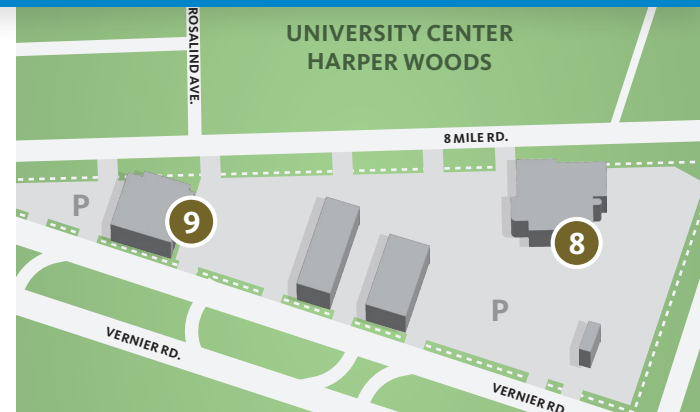 ROSALIND AVE.
UNIVERSITY CENTER
HARPER WOODS
8 MILE RD.
P
9
8
P
VERNIER RD.
VERNIER RD